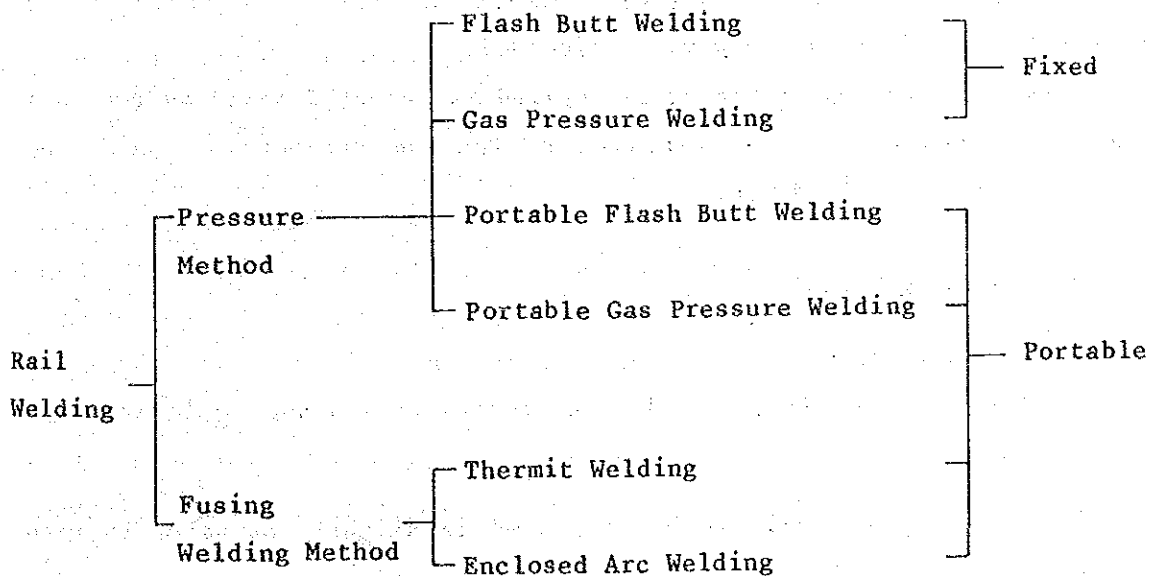 Flash Butt Welding
Fixed
Gas Pressure Welding
Pressure
Method
Portable Flash Butt Welding
Portable Gas Pressure Welding
Portable
Rail
Welding
Thermit Welding
Fusing
Welding Method
Enclosed Arc Welding